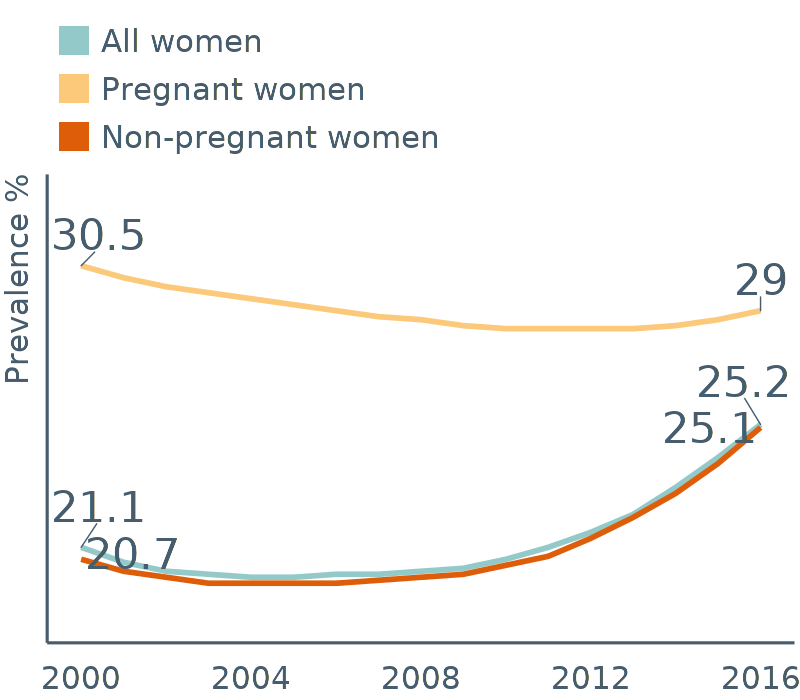 All women
Pregnant women
Non-pregnant women
Prevalence %
30.5
29
25.2
25.1
21.1
20.7
2000 2004 2008 2012 2016